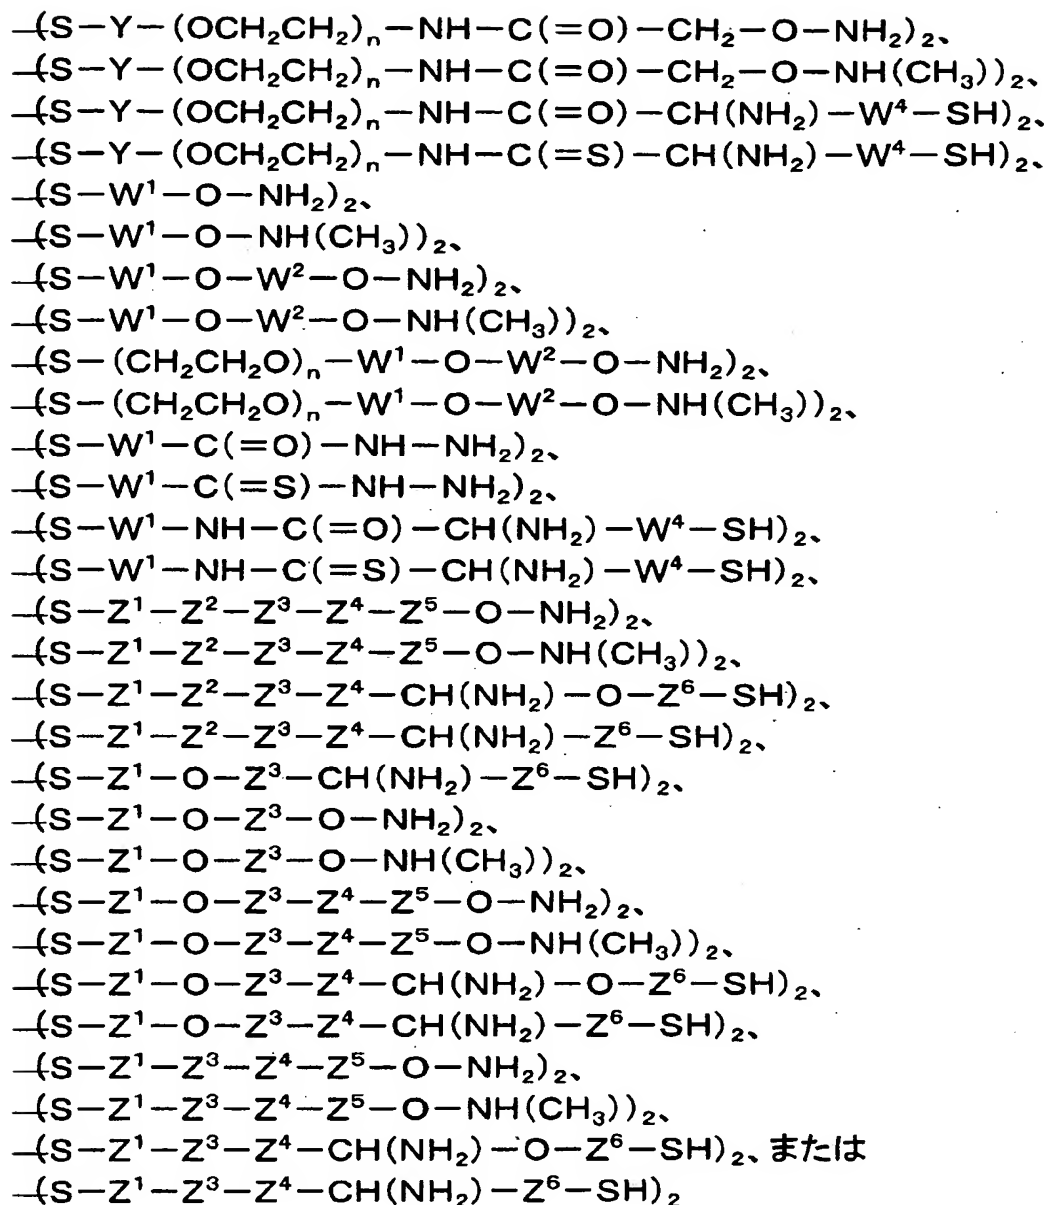 -(S-Y-(OCH₂CH₂)ₙ-NH-C(=O)-CH₂-O-NH₂)₂、
-(S-Y-(OCH₂CH₂)ₙ-NH-C(=O)-CH₂-O-NH(CH₃))₂、
-(S-Y-(OCH₂CH₂)ₙ-NH-C(=O)-CH(NH₂)-W⁴-SH)₂、
-(S-Y-(OCH₂CH₂)ₙ-NH-C(=S)-CH(NH₂)-W⁴-SH)₂、
-(S-W¹-O-NH₂)₂、
-(S-W¹-O-NH(CH₃))₂、
-(S-W¹-O-W²-O-NH₂)₂、
-(S-W¹-O-W²-O-NH(CH₃))₂、
-(S-(CH₂CH₂O)ₙ-W¹-O-W²-O-NH₂)₂、
-(S-(CH₂CH₂O)ₙ-W¹-O-W²-O-NH(CH₃))₂、
-(S-W¹-C(=O)-NH-NH₂)₂、
-(S-W¹-C(=S)-NH-NH₂)₂、
-(S-W¹-NH-C(=O)-CH(NH₂)-W⁴-SH)₂、
-(S-W¹-NH-C(=S)-CH(NH₂)-W⁴-SH)₂、
-(S-Z¹-Z²-Z³-Z⁴-Z⁵-O-NH₂)₂、
-(S-Z¹-Z²-Z³-Z⁴-Z⁵-O-NH(CH₃))₂、
-(S-Z¹-Z²-Z³-Z⁴-CH(NH₂)-O-Z⁶-SH)₂、
-(S-Z¹-Z²-Z³-Z⁴-CH(NH₂)-Z⁶-SH)₂、
-(S-Z¹-O-Z³-CH(NH₂)-Z⁶-SH)₂、
-(S-Z¹-O-Z³-O-NH₂)₂、
-(S-Z¹-O-Z³-O-NH(CH₃))₂、
-(S-Z¹-O-Z³-Z⁴-Z⁵-O-NH₂)₂、
-(S-Z¹-O-Z³-Z⁴-Z⁵-O-NH(CH₃))₂、
-(S-Z¹-O-Z³-Z⁴-CH(NH₂)-O-Z⁶-SH)₂、
-(S-Z¹-O-Z³-Z⁴-CH(NH₂)-Z⁶-SH)₂、
-(S-Z¹-Z³-Z⁴-Z⁵-O-NH₂)₂、
-(S-Z¹-Z³-Z⁴-Z⁵-O-NH(CH₃))₂、
-(S-Z¹-Z³-Z⁴-CH(NH₂)-O-Z⁶-SH)₂、または
-(S-Z¹-Z³-Z⁴-CH(NH₂)-Z⁶-SH)₂